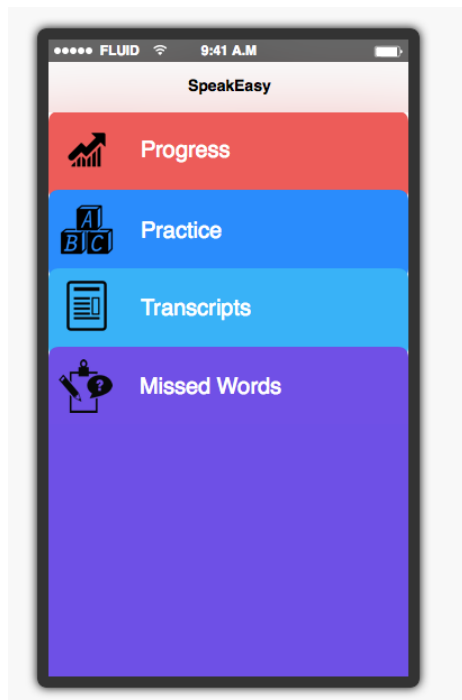 ●●●●● FLUID 9:41 A.M
SpeakEasy
Progress
A
B C
Practice
Transcripts
?
Missed Words